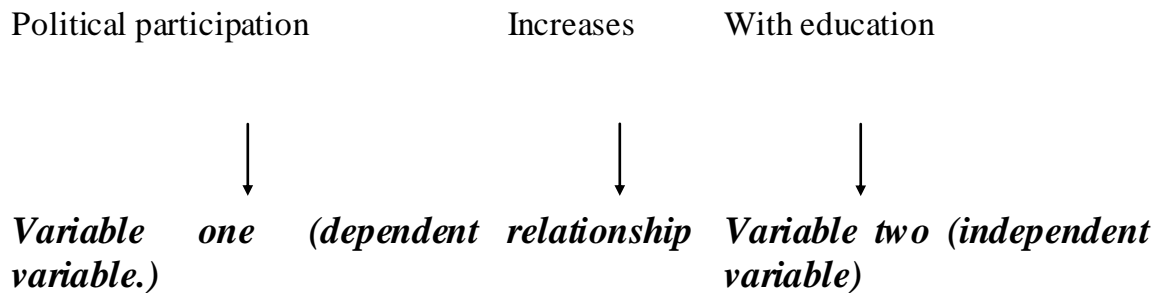 Political participation Increases With education
Variable one (dependent relationship Variable two (independent
variable.) variable)